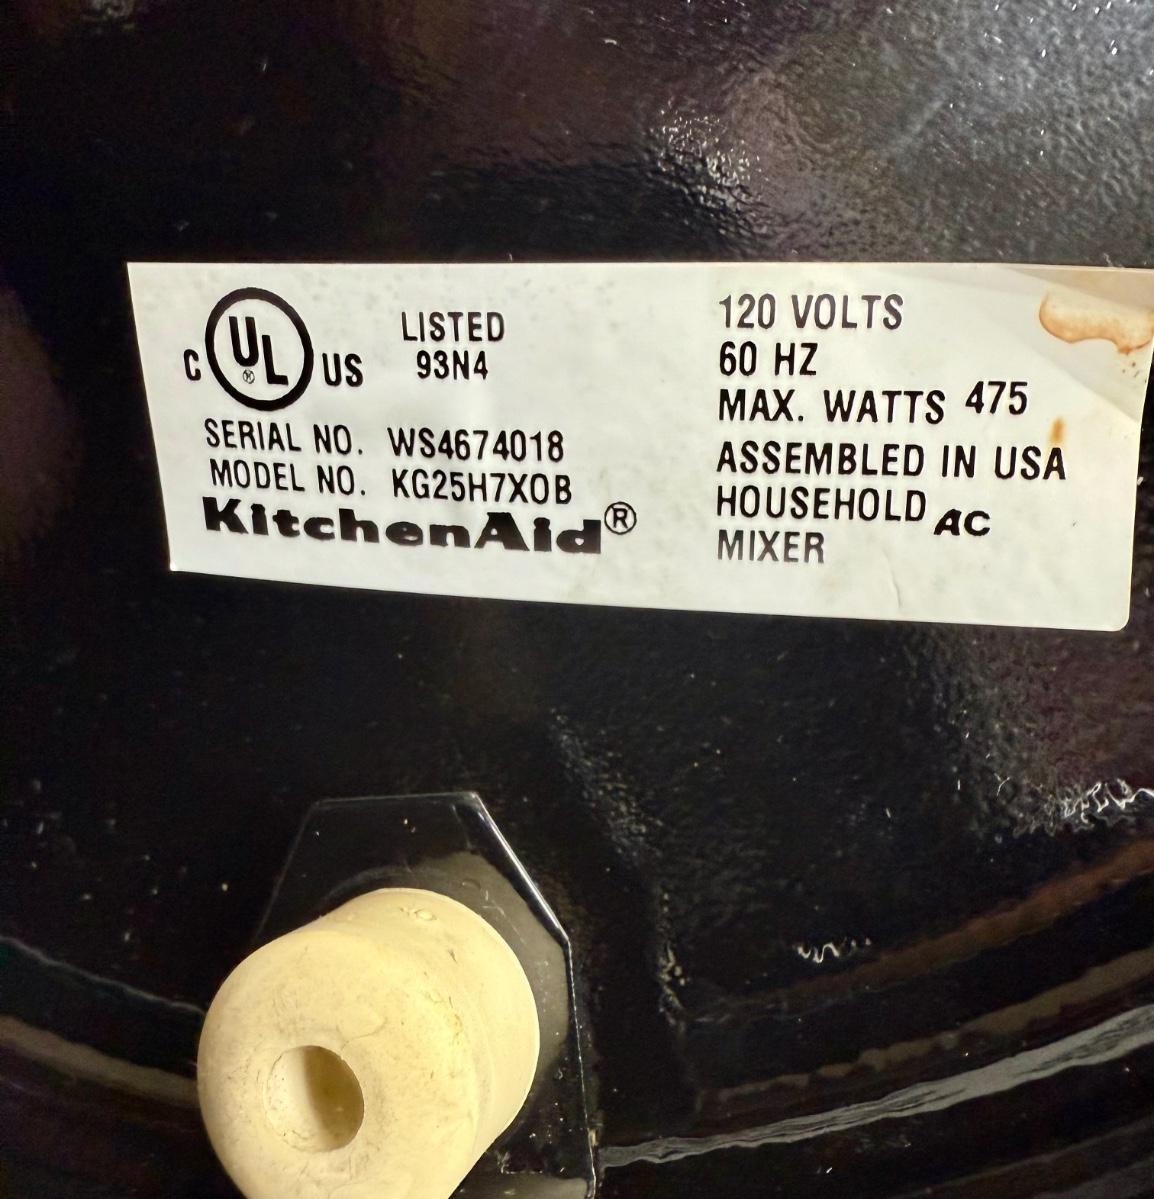 C UL® US
LISTED
93N4
SERIAL NO. WS4674018
MODEL NO. KG25H7XOB
KitchenAid®
120 VOLTS
60 HZ
MAX. WATTS 475
ASSEMBLED IN USA
HOUSEHOLD AC
MIXER